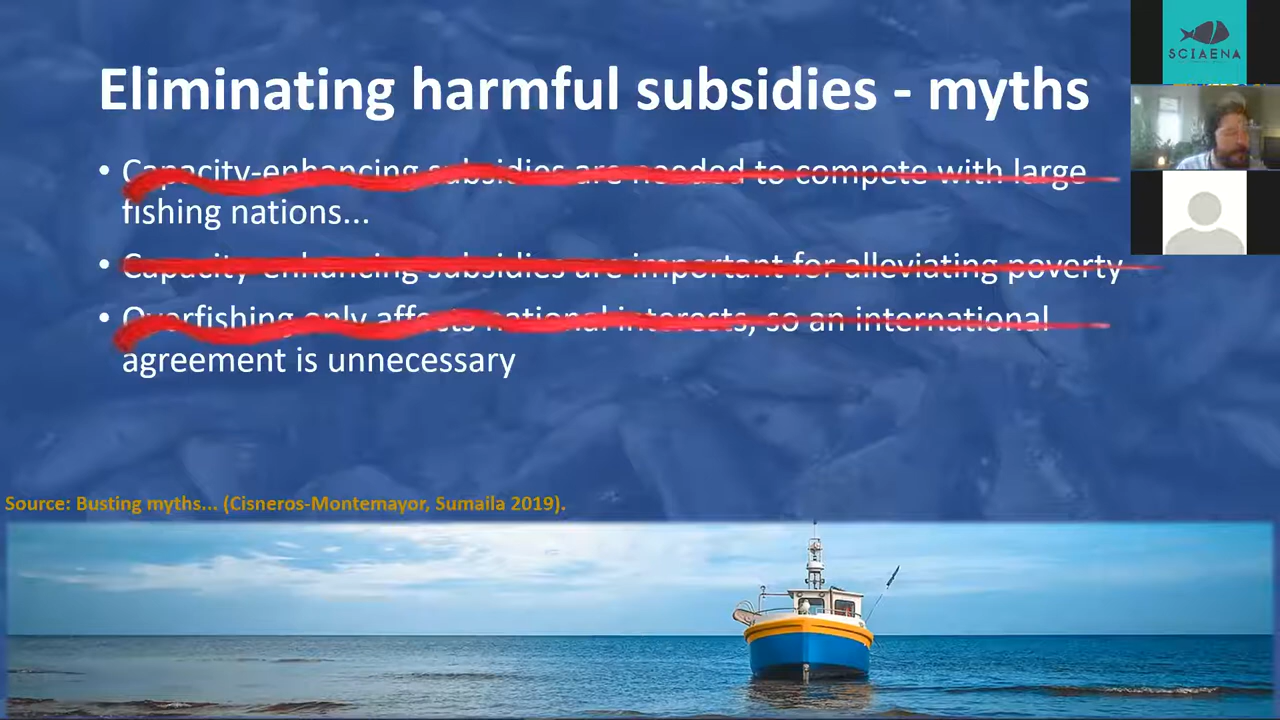 Eliminating harmful subsidies - myths
• Capacity-enhancing subsidies are needed to compete with large
fishing nations...
• Capacity-enhancing subsidies are important for alleviating poverty
• Overfishing only affects national interests, so an international
agreement is unnecessary
Source: Busting myths... (Cisneros-Montemayor, Sumaila 2019).
SCIAENA